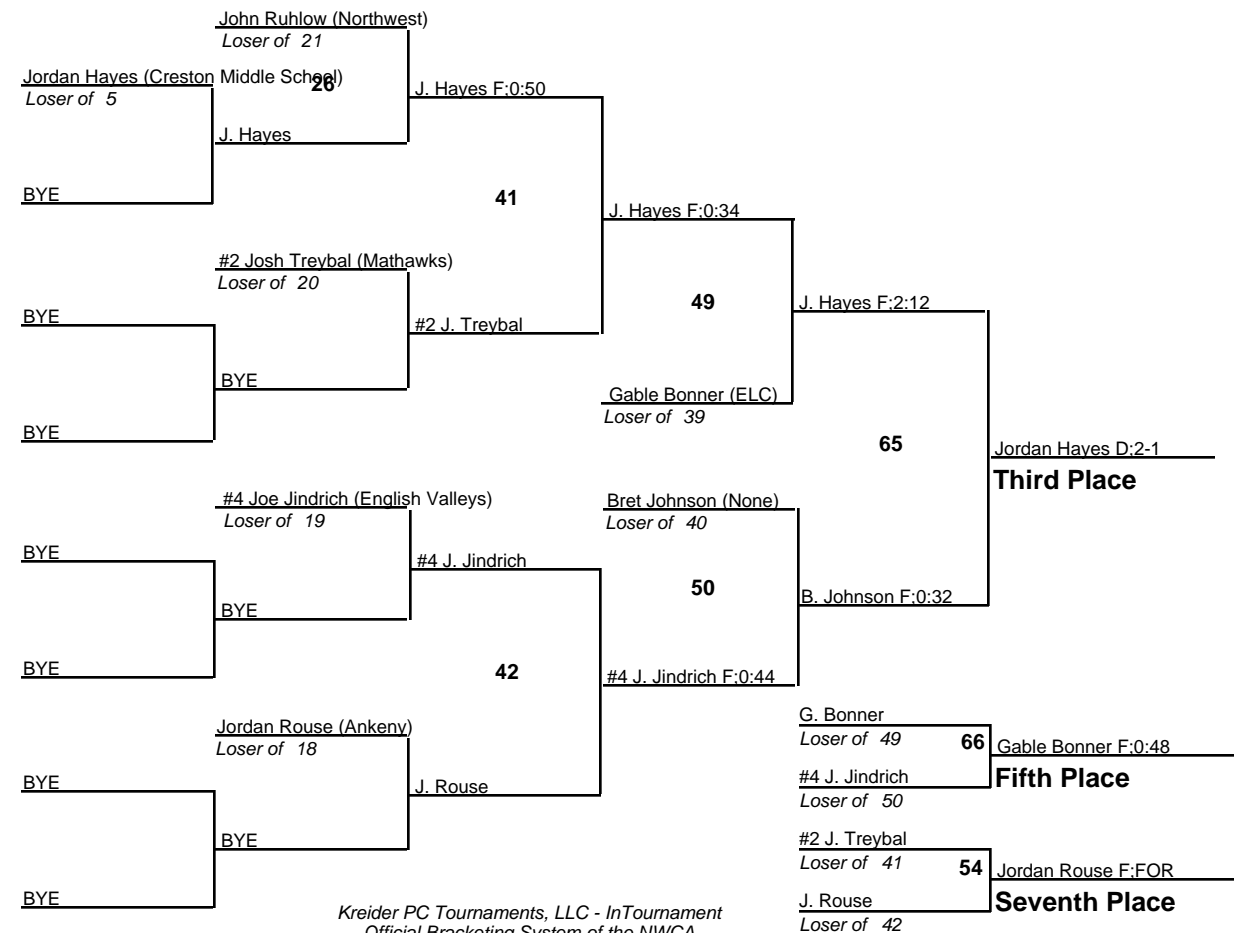 John Ruhlow (Northwest)
Loser of 21
Jordan Hayes (Creston Middle School)
26
Loser of 5
J. Hayes F;0:50
J. Hayes
BYE
41
J. Hayes F;0:34
#2 Josh Treybal (Mathawks)
Loser of 20
BYE
#2 J. Treybal
49
J. Hayes F;2:12
BYE
Gable Bonner (ELC)
Loser of 39
BYE
65
Jordan Hayes D;2-1
Third Place
#4 Joe Jindrich (English Valleys)
Loser of 19
Bret Johnson (None)
Loser of 40
BYE
#4 J. Jindrich
50
BYE
B. Johnson F;0:32
BYE
42
#4 J. Jindrich F;0:44
Jordan Rouse (Ankeny)
Loser of 18
G. Bonner
Loser of 49
66
Gable Bonner F;0:48
Fifth Place
BYE
J. Rouse
#4 J. Jindrich
Loser of 50
BYE
#2 J. Treybal
Loser of 41
54
Jordan Rouse F;FOR
Seventh Place
BYE
J. Rouse
Loser of 42
Kreider PC Tournaments, LLC - InTournament
Official Bracketing System of the NWCA